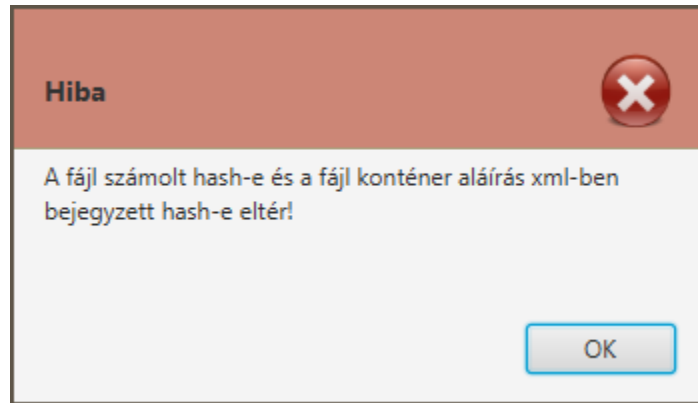 Hiba
A fájl számolt hash-e és a fájl konténer aláírás xml-ben
bejegyzett hash-e eltér!
OK